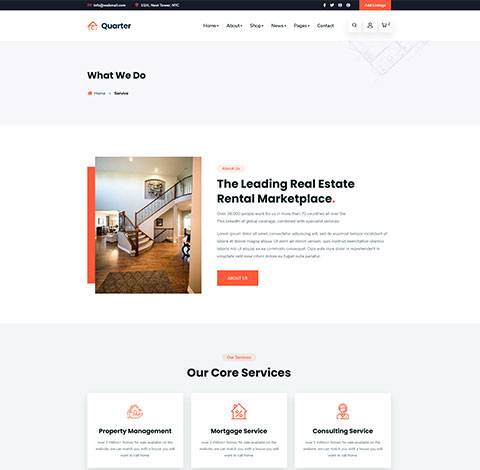 info@webmail.com 15/A, Nest Tower, NYC Add Listings
Quarter Home About Shop News Pages Contact
What We Do
Home Service
About Us
The Leading Real Estate
Rental Marketplace.
Over 39,000 people work for us in more than 70 countries all over the
This breadth of global coverage, combined with specialist services
Lorem ipsum dolor sit amet, consectetur adipiscing elit, sed do eiusmod tempor
incididunt ut labore et dolore magna aliqua. Ut enim ad minim veniam, quis nostrud
exercitation ullamco laboris nisi ut aliquip ex ea commodo consequat. Duis aute irure dolor in reprehenderit in
voluptate velit esse cillum dolore eu fugiat nulla pariatur.
ABOUT US
Our Services
Our Core Services
Property Management Mortgage Service Consulting Service
over 1 million+ homes for sale available on the over 1 million+ homes for sale available on the over 1 million+ homes for sale available on the
website, we can match you with a house you will website, we can match you with a house you will website, we can match you with a house you will
want to call home want to call home want to call home